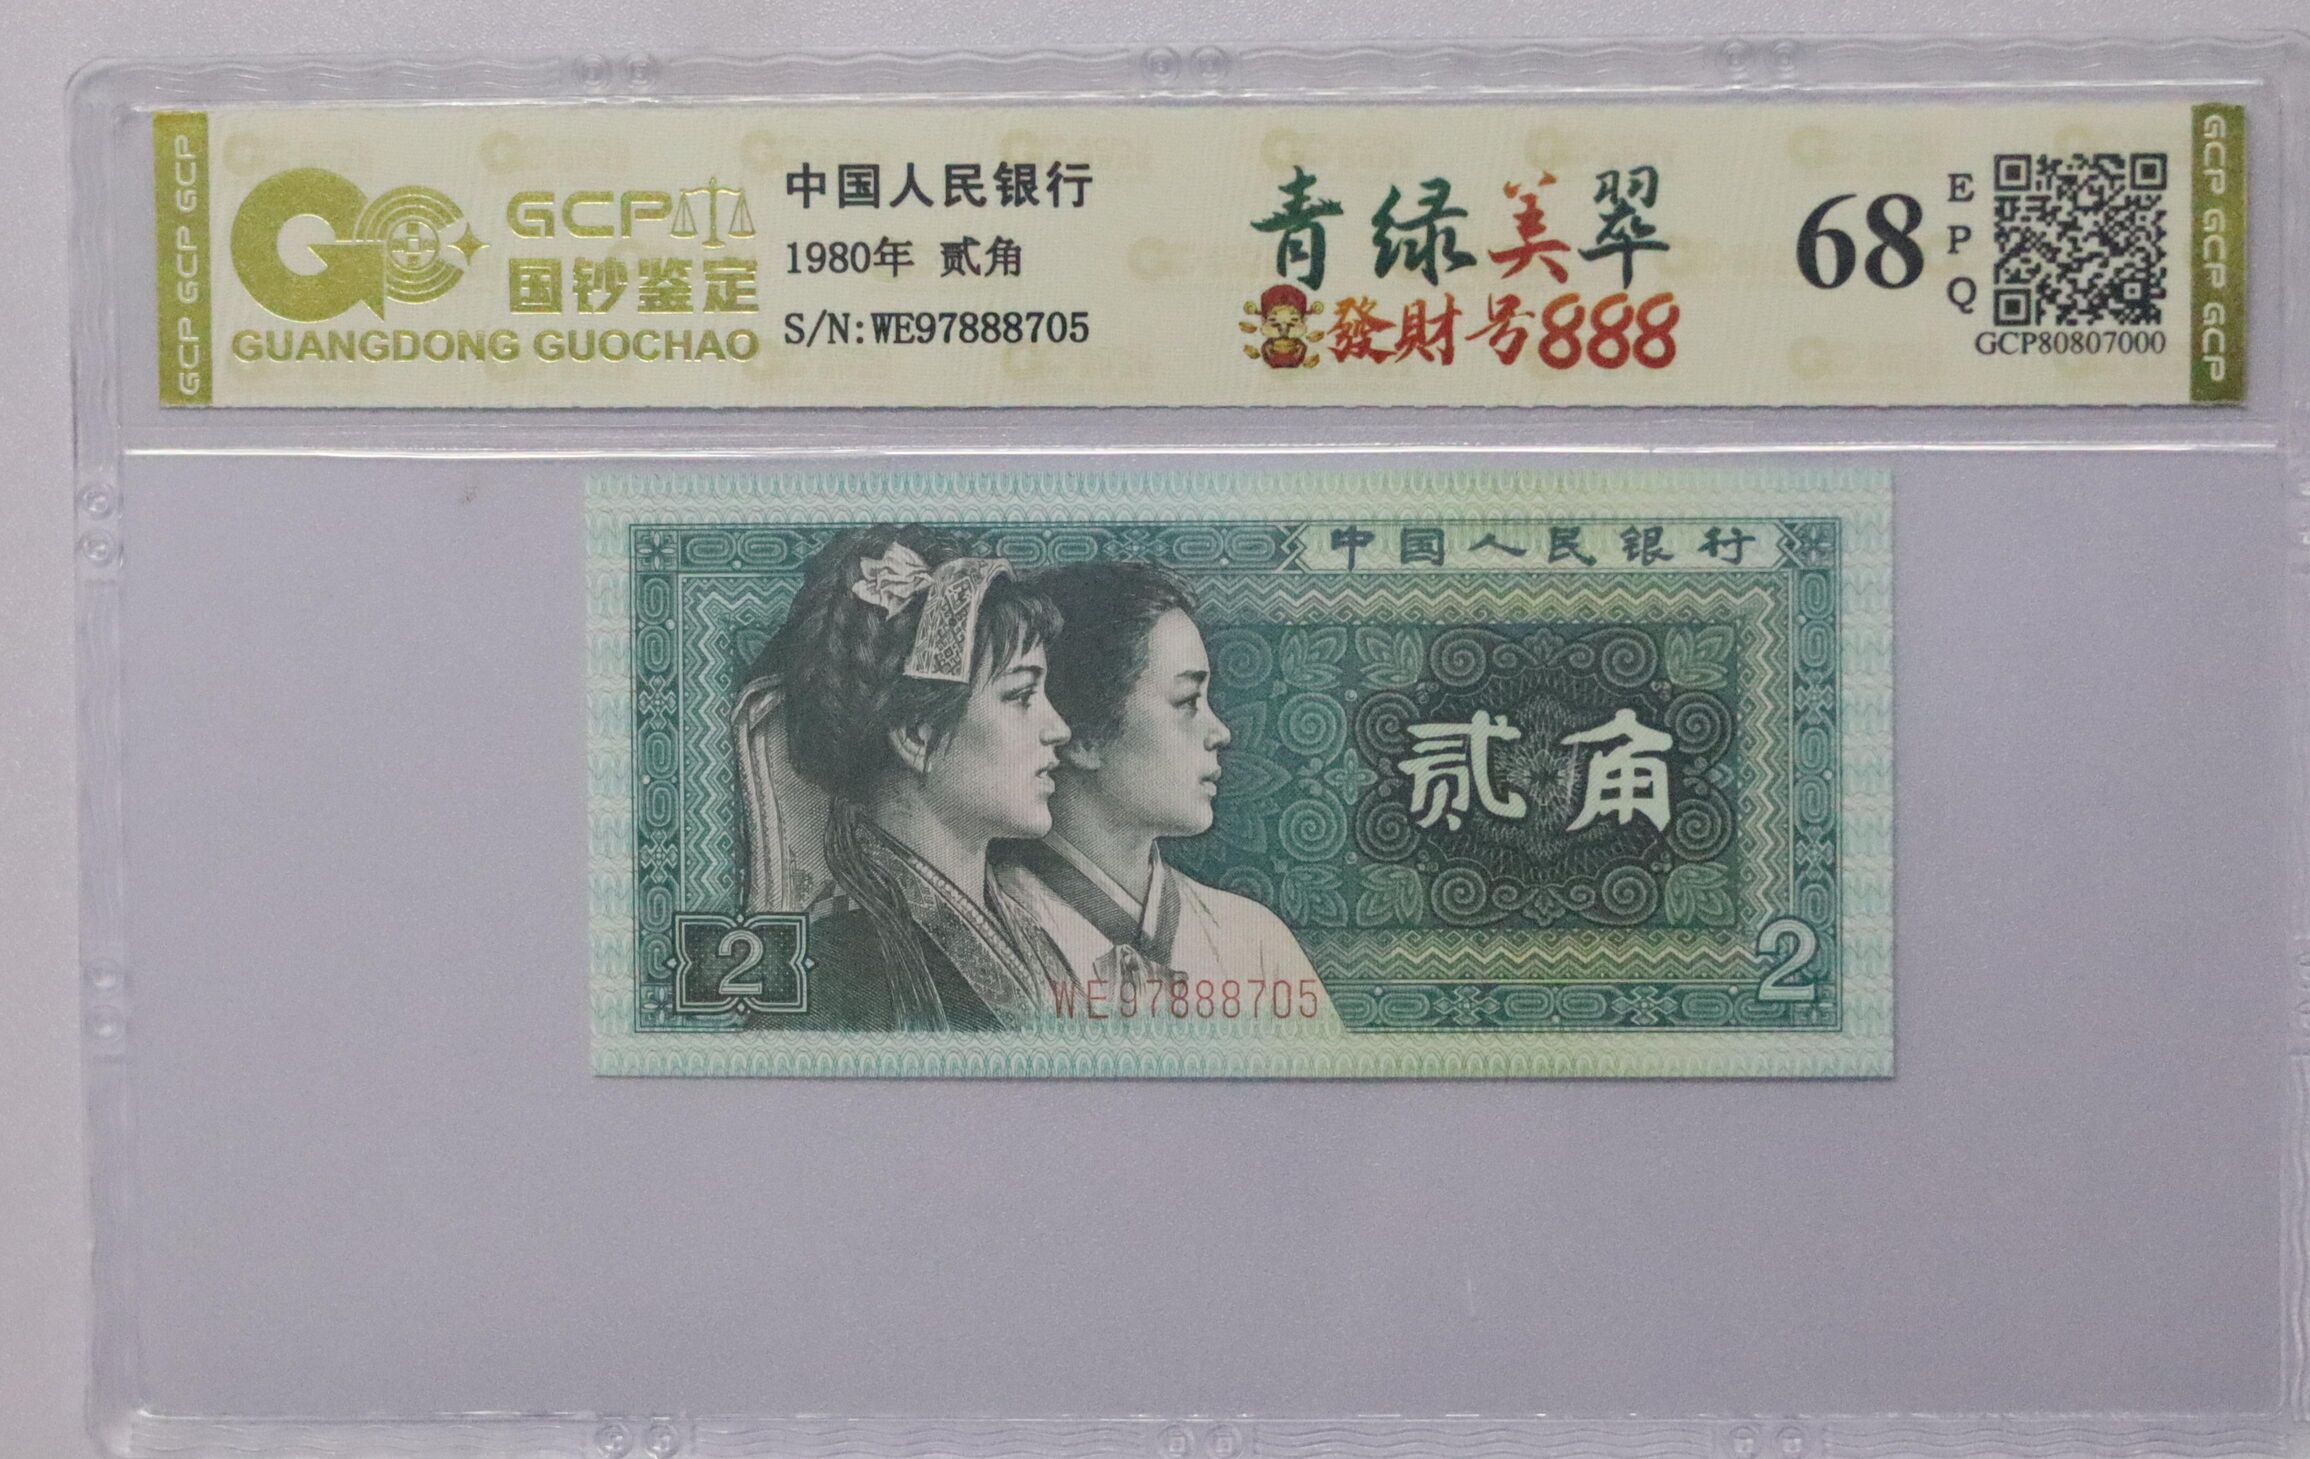 GCP GCP GCP
GCP
国钞鉴定
GUANGDONG GUOCHAO
中国人民银行
1980年 贰角
S/N:WE97888705
青绿美翠
發財号888
68
EPQ
GCP80807000
GCP GCP GCP
中国人民银行
贰角
2
WE97888705
2